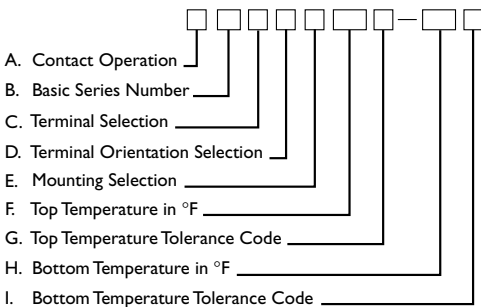 A. Contact Operation
B. Basic Series Number
C. Terminal Selection
D. Terminal Orientation Selection
E. Mounting Selection
F. Top Temperature in °F
G. Top Temperature Tolerance Code
H. Bottom Temperature in °F
I. Bottom Temperature Tolerance Code